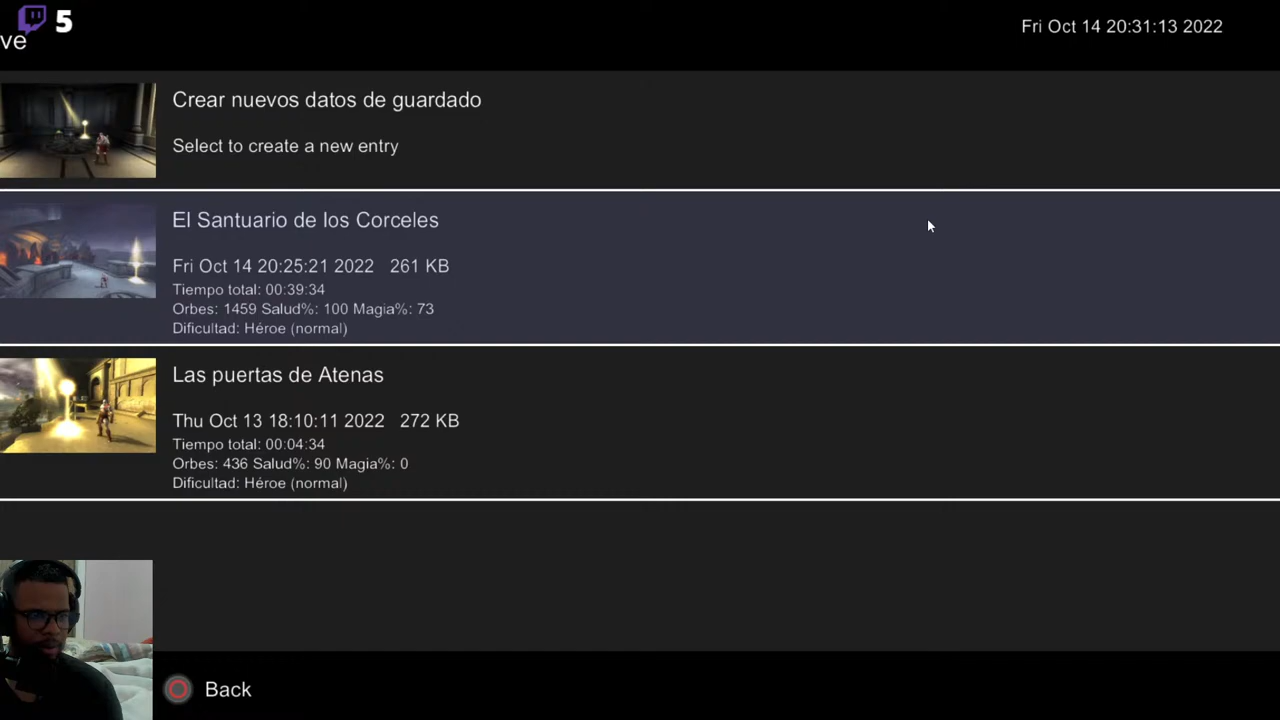 5
ve
Fri Oct 14 20:31:13 2022
Crear nuevos datos de guardado
Select to create a new entry
El Santuario de los Corceles
Fri Oct 14 20:25:21 2022 261 KB
Tiempo total: 00:39:34
Orbes: 1459 Salud%: 100 Magia%: 73
Dificultad: Héroe (normal)
Las puertas de Atenas
Thu Oct 13 18:10:11 2022 272 KB
Tiempo total: 00:04:34
Orbes: 436 Salud%: 90 Magia%: 0
Dificultad: Héroe (normal)
Back